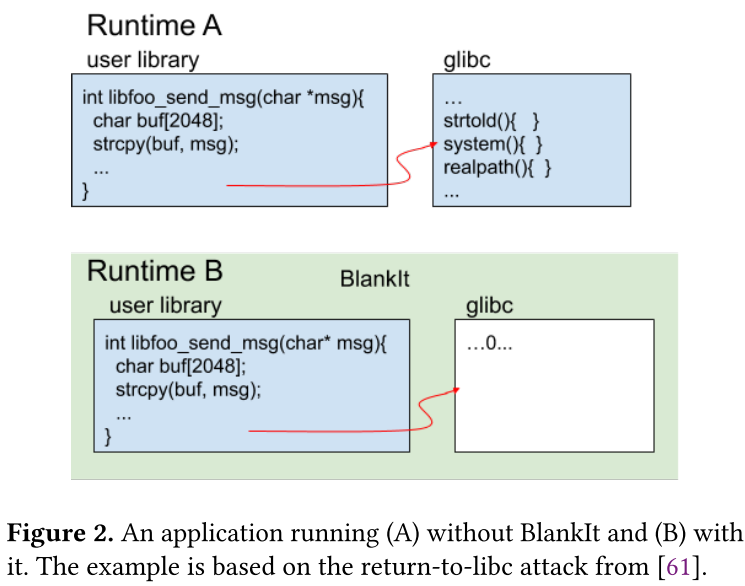 Runtime A
user library
glibc
int libfoo_send_msg(char *msg){
char buf[2048];
strcpy(buf, msg);
...
}
...
strtold(){ }
system(){ }
realpath(){ }
...
Runtime B
BlankIt
user library
glibc
int libfoo_send_msg(char* msg){
char buf[2048];
strcpy(buf, msg);
...
}
...0...
Figure 2. An application running (A) without BlankIt and (B) with
it. The example is based on the return-to-libc attack from [61].